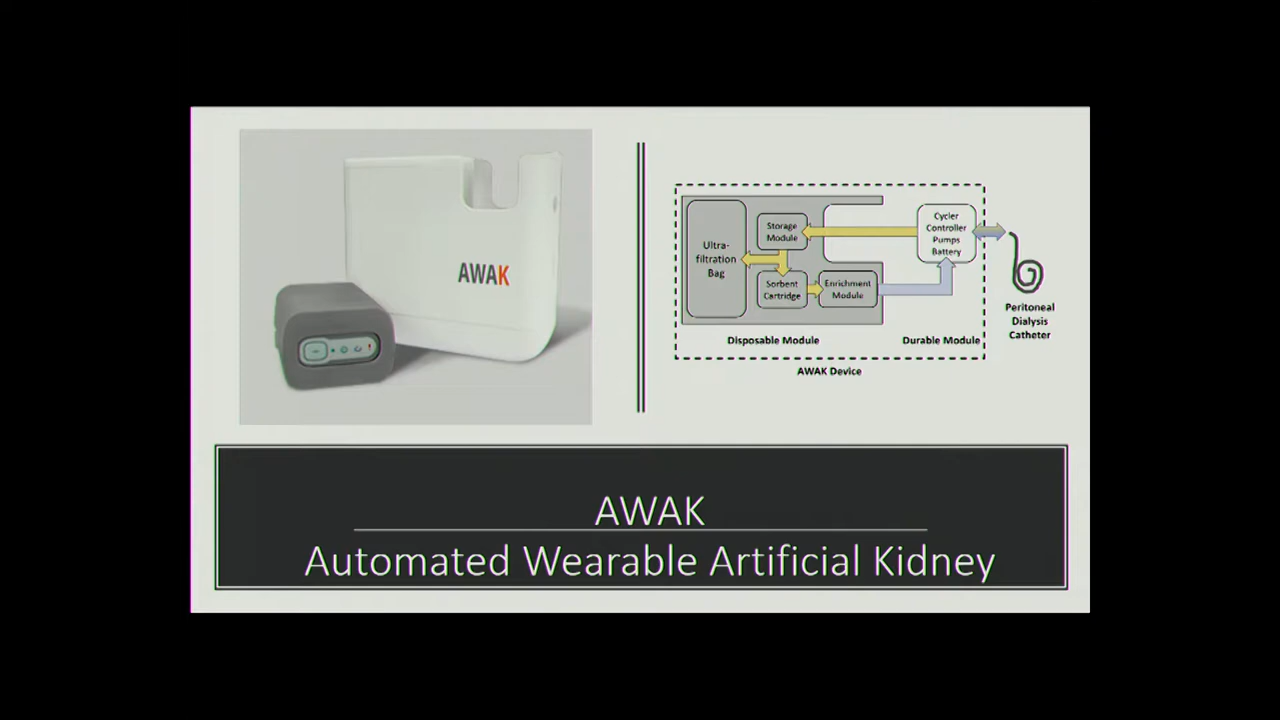 AWAK
Ultra-
filtration
Bag
Storage
Module
Sorbent
Cartridge
Enrichment
Module
Cycler
Controller
Pumps
Battery
Peritoneal
Dialysis
Catheter
Disposable Module
Durable Module
AWAK Device
AWAK
Automated Wearable Artificial Kidney